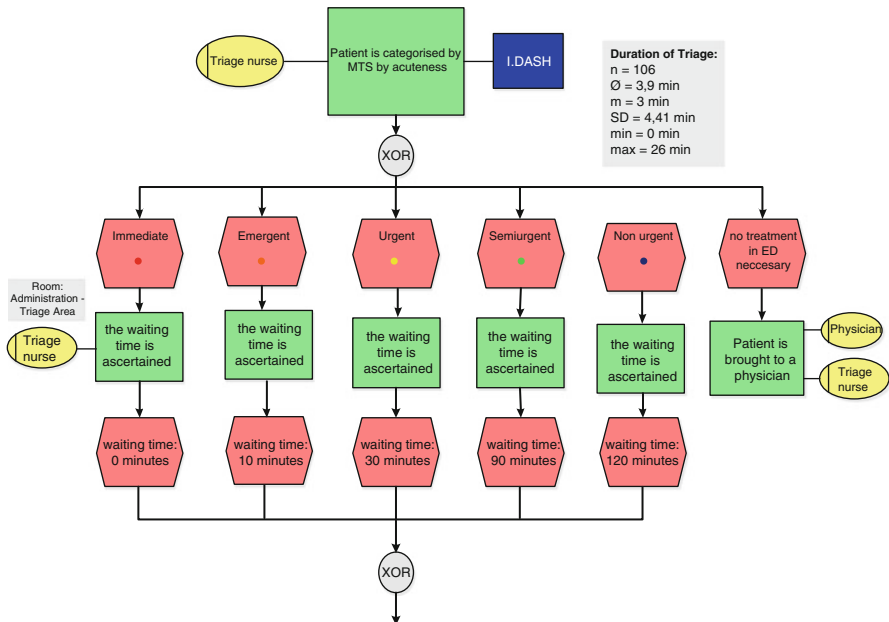 Triage nurse
Patient is categorised by
MTS by acuteness
I.DASH
Duration of Triage:
n = 106
Ø = 3,9 min
m = 3 min
SD = 4,41 min
min = 0 min
max = 26 min
XOR
Immediate
Emergent
Urgent
Semiurgent
Non urgent
no treatment
in ED
neccesary
Room:
Administration -
Triage Area
Triage
nurse
the waiting
time is
ascertained
the waiting
time is
ascertained
the waiting
time is
ascertained
the waiting
time is
ascertained
the waiting
time is
ascertained
Patient is
brought to a
physician
Physician
Triage
nurse
waiting time:
0 minutes
waiting time:
10 minutes
waiting time:
30 minutes
waiting time:
90 minutes
waiting time:
120 minutes
XOR